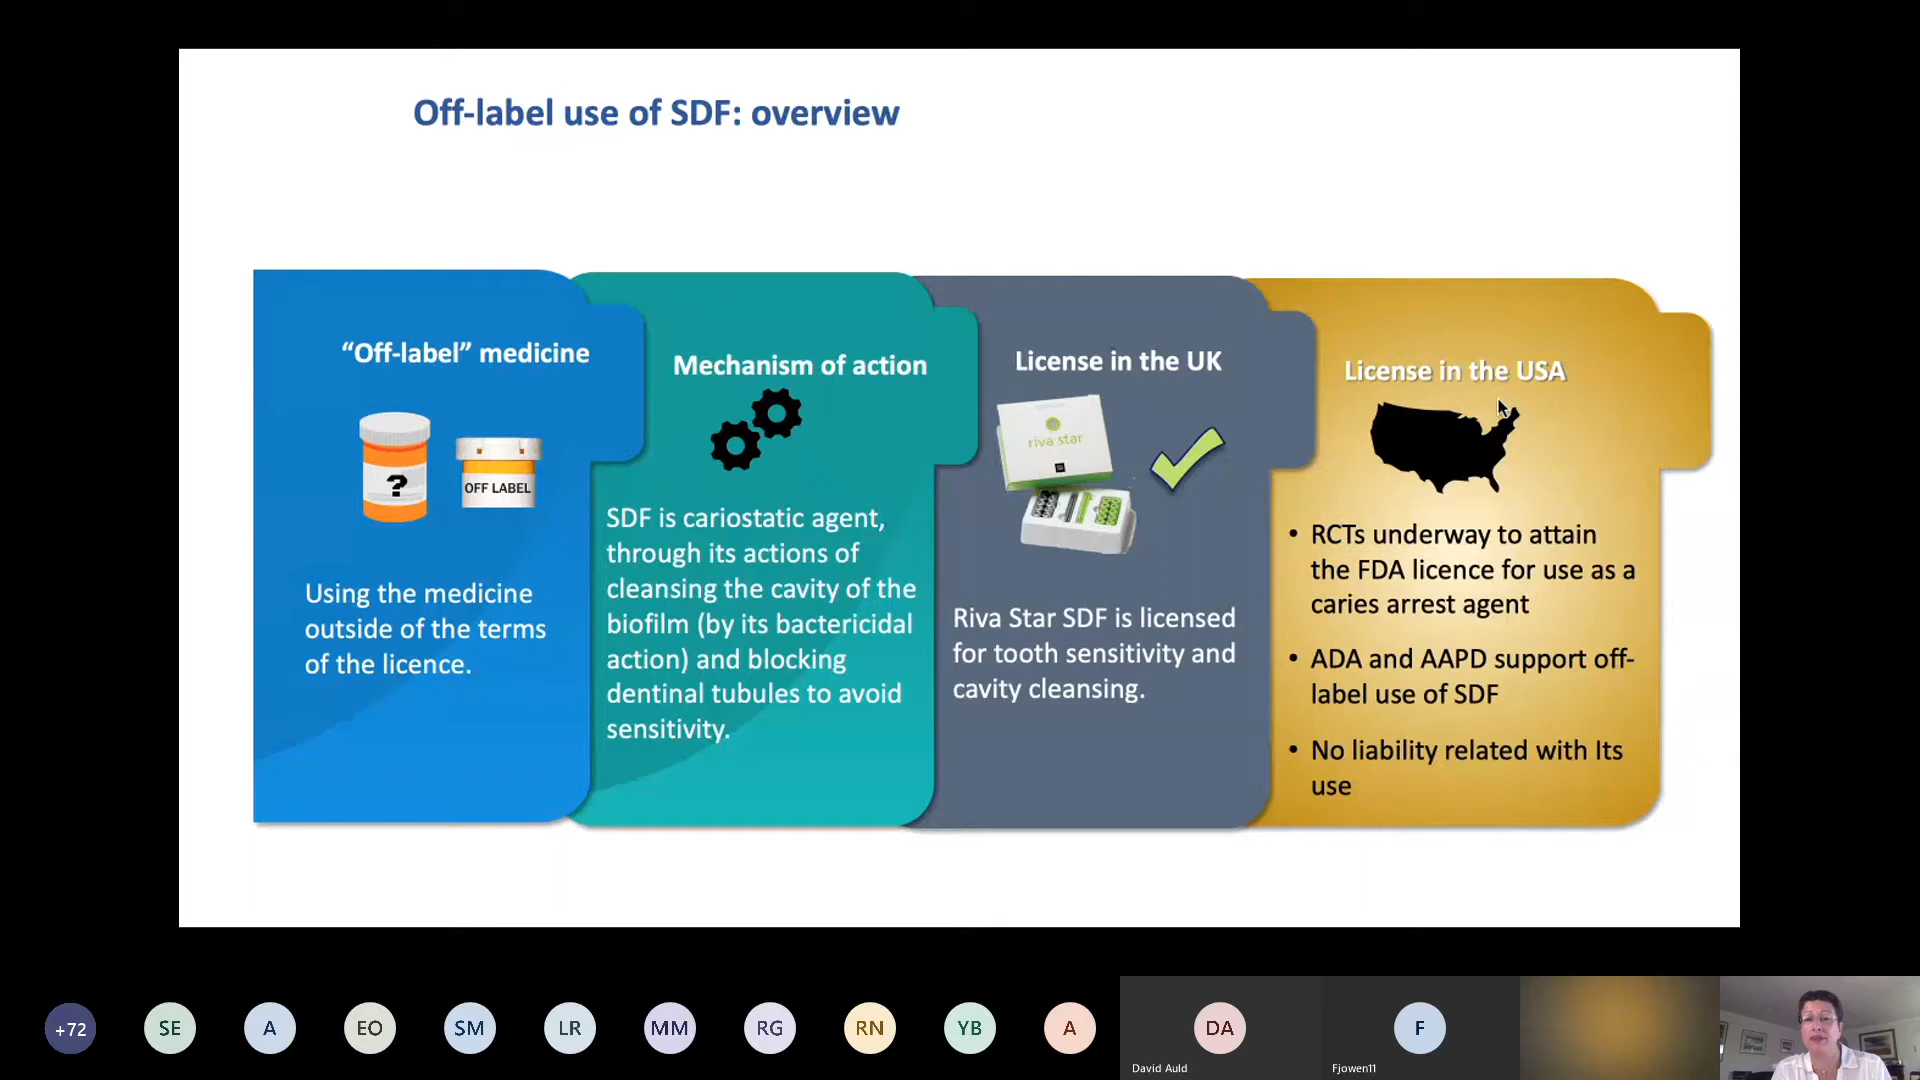 Off-label use of SDF: overview
“Off-label” medicine
?
OFF LABEL
Using the medicine
outside of the terms
of the licence.
Mechanism of action
SDF is cariostatic agent,
through its actions of
cleansing the cavity of the
biofilm (by its bactericidal
action) and blocking
dentinal tubules to avoid
sensitivity.
License in the UK
riva star
Riva Star SDF is licensed
for tooth sensitivity and
cavity cleansing.
License in the USA
• RCTs underway to attain
the FDA licence for use as a
caries arrest agent
• ADA and AAPD support off-
label use of SDF
• No liability related with Its
use
+72
SE
A
EO
SM
LR
MM
RG
RN
YB
A
DA
David Auld
F
Fjowen11